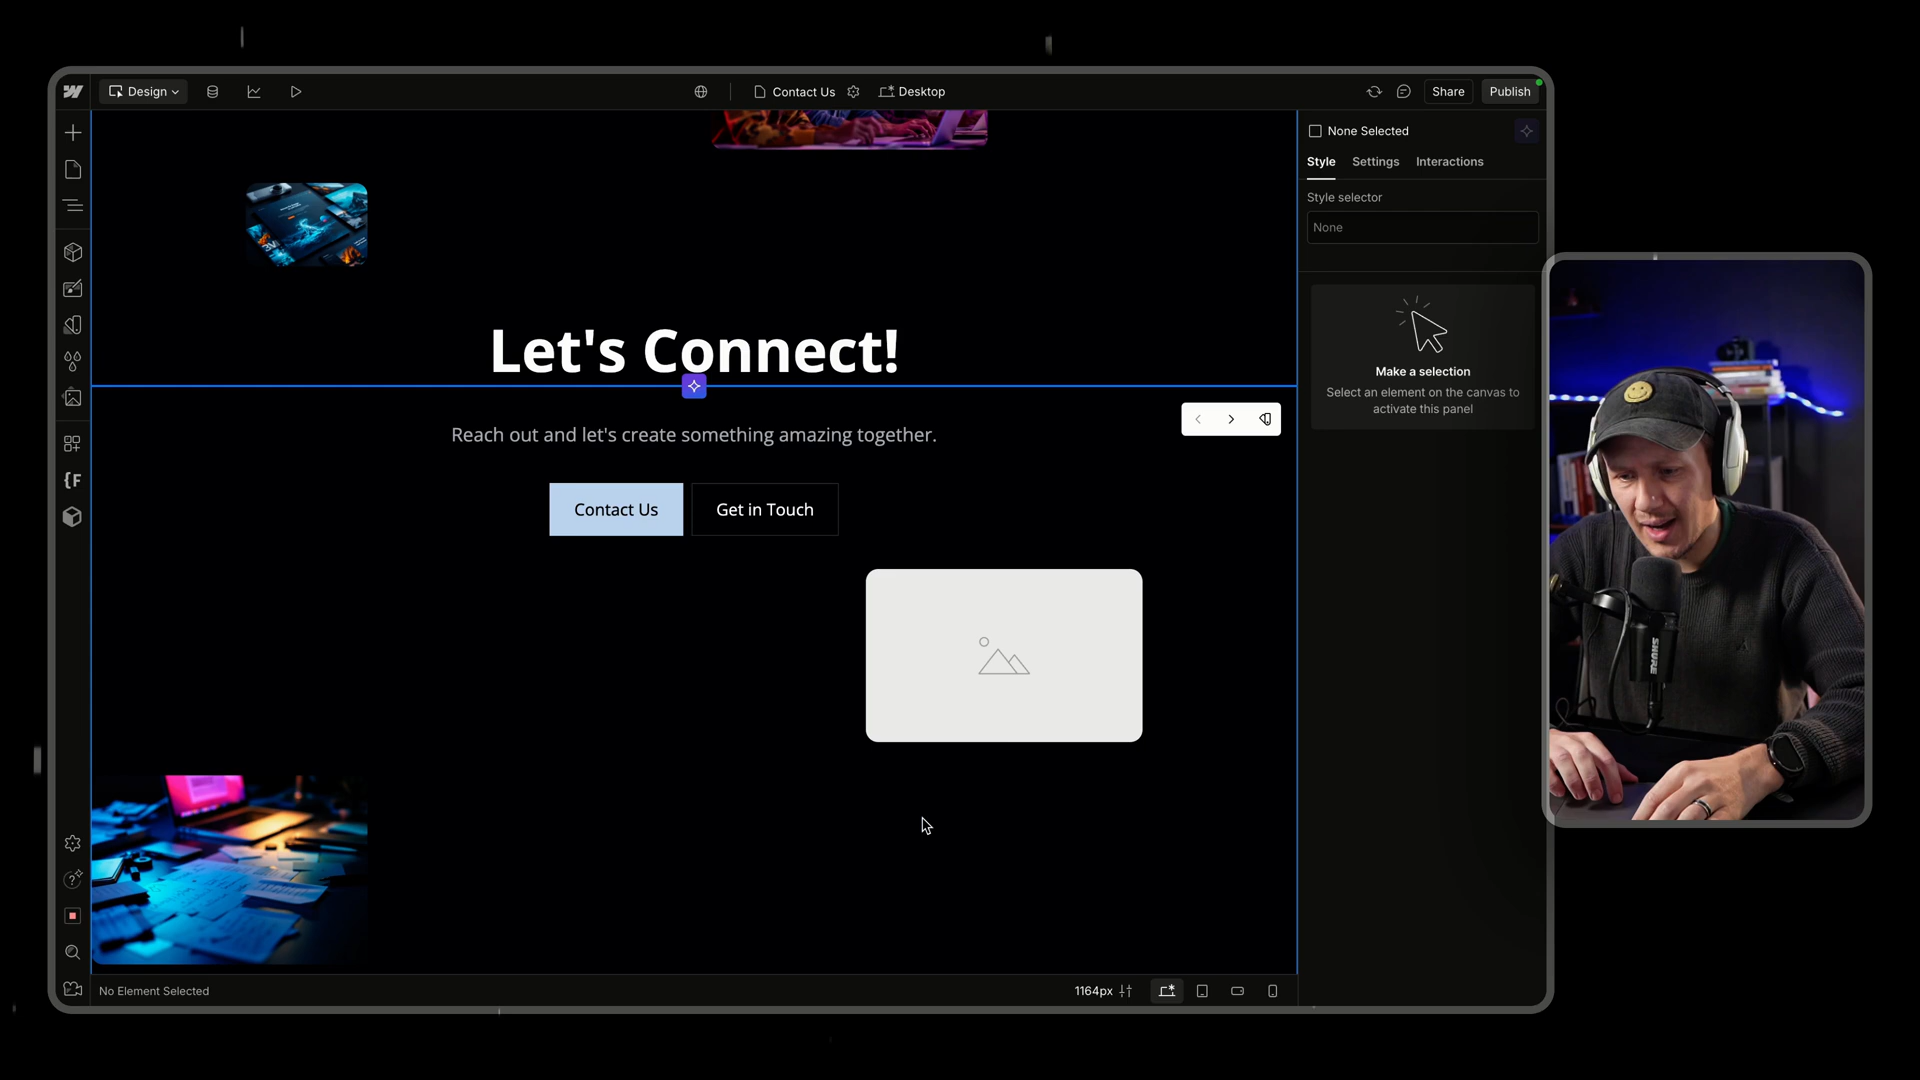 Design
Contact Us
Desktop
Share
Publish
None Selected
Style
Settings
Interactions
Style selector
None
Make a selection
Select an element on the canvas to
activate this panel
Let's Connect!
Reach out and let's create something amazing together.
Contact Us
Get in Touch
{F
SHURE
No Element Selected
1164px